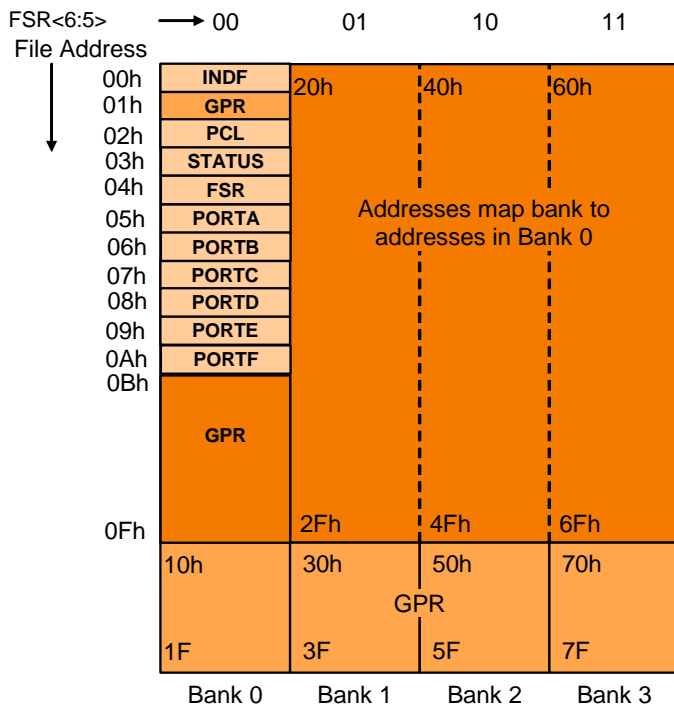 FSR<6:5> 00 01 10 11
File Address
00h INDF 20h 40h 60h
01h GPR
02h PCL
03h STATUS
04h FSR
05h PORTA Addresses map bank to
06h PORTB addresses in Bank 0
07h PORTC
08h PORTD
09h PORTE
0Ah PORTF
0Bh
GPR
0Fh 2Fh 4Fh 6Fh
10h 30h 50h 70h
GPR
1F 3F 5F 7F
Bank 0 Bank 1 Bank 2 Bank 3